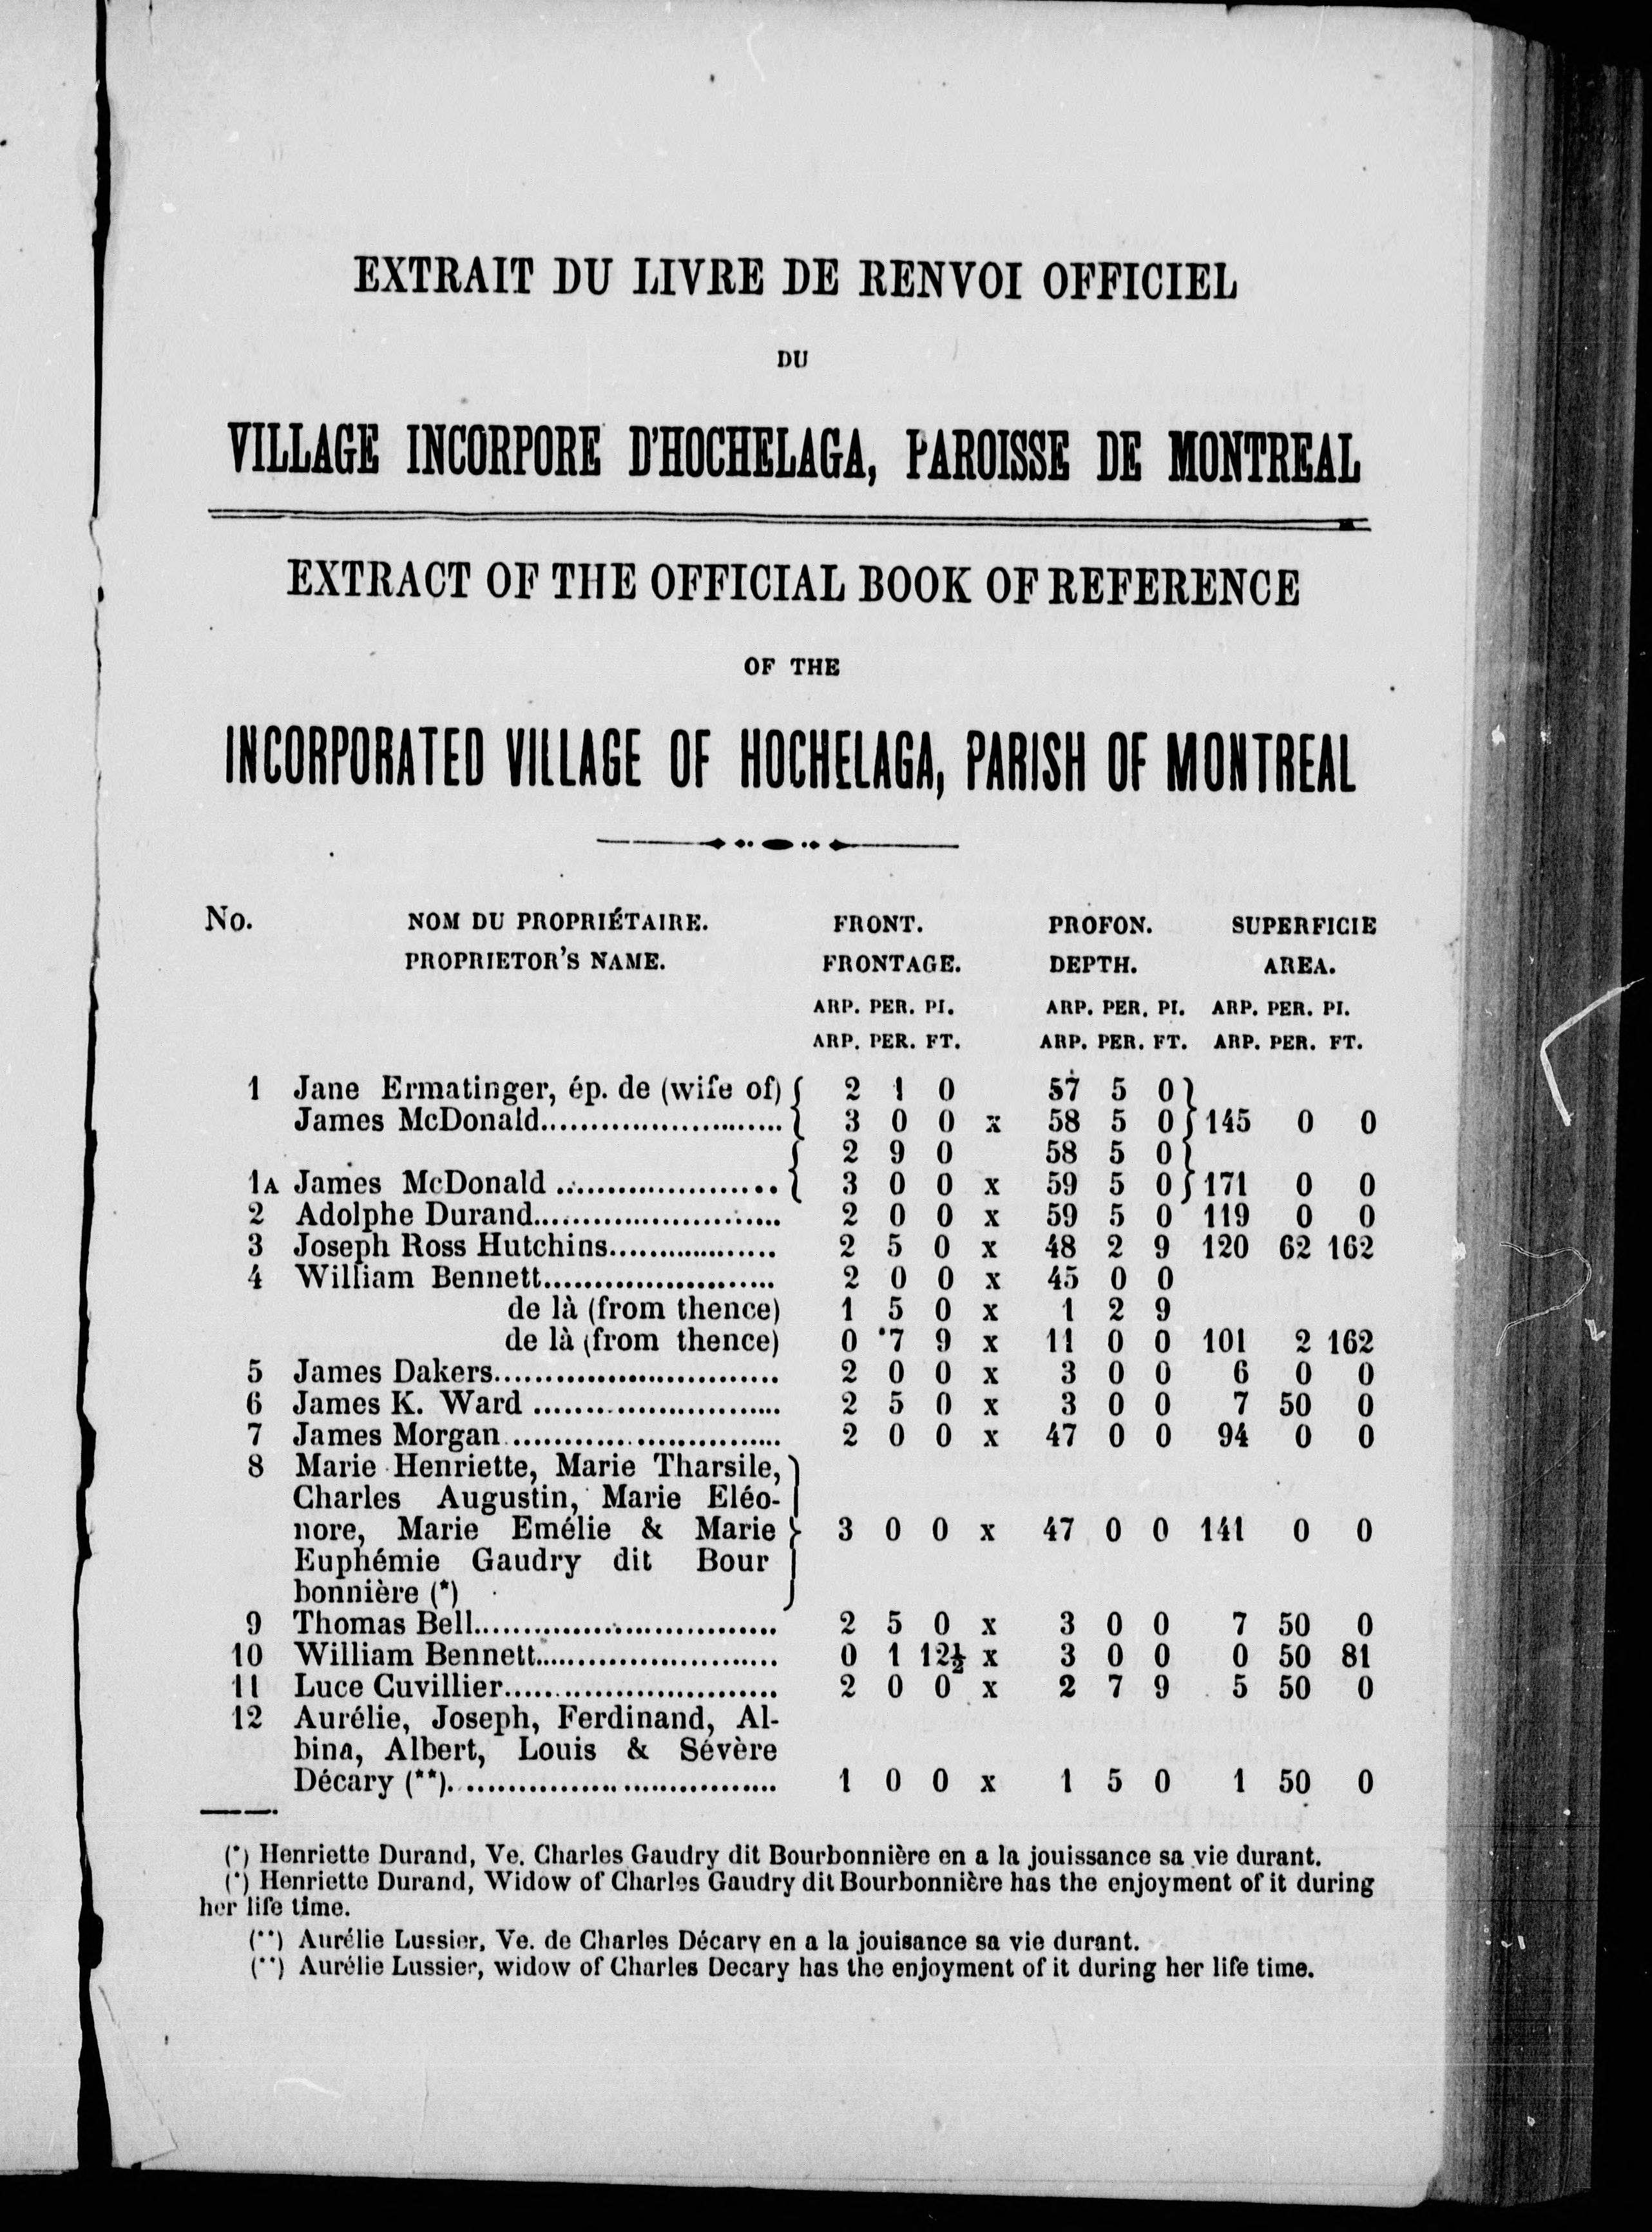 EXTRAIT DU LIVRE DE RENVOI OFFICIEL
DU
VILLAGE INCORPORE D'HOCHELAGA, PAROISSE DE MONTREAL
EXTRACT OF THE OFFICIAL BOOK OF REFERENCE
OF THE
INCORPORATED VILLAGE OF HOCHELAGA, PARISH OF MONTREAL
No. NOM DU PROPRIÉTAIRE. FRONT. PROFON. SUPERFICIE
PROPRIETOR'S NAME. FRONTAGE. DEPTH. AREA.
ARP. PER. PI. ARP. PER. PI. ARP. PER. PI.
ARP. PER. FT. ARP. PER. FT. ARP. PER. FT.
1 Jane Ermatinger, ép. de (wife of) { 2 1 0 57 5 0 }
James McDonald.......................... { 3 0 0 x 58 5 0 } 145 0 0
{ 2 9 0 58 5 0 }
1A James McDonald ...................... { 3 0 0 x 59 5 0 } 171 0 0
2 Adolphe Durand.......................... 2 0 0 x 59 5 0 119 0 0
3 Joseph Ross Hutchins.................. 2 5 0 x 48 2 9 120 62 162
4 William Bennett........................ 2 0 0 x 45 0 0
de là (from thence) 1 5 0 x 1 2 9
de là (from thence) 0 7 9 x 11 0 0 101 2 162
5 James Dakers............................. 2 0 0 x 3 0 0 6 0 0
6 James K. Ward .......................... 2 5 0 x 3 0 0 7 50 0
7 James Morgan............................. 2 0 0 x 47 0 0 94 0 0
8 Marie Henriette, Marie Tharsile,
Charles Augustin, Marie Eléo-
nore, Marie Emélie & Marie } 3 0 0 x 47 0 0 141 0 0
Euphémie Gaudry dit Bour
bonnière (*)
9 Thomas Bell................................ 2 5 0 x 3 0 0 7 50 0
10 William Bennett.......................... 0 1 12½ x 3 0 0 0 50 81
11 Luce Cuvillier............................. 2 0 0 x 2 7 9 5 50 0
12 Aurélie, Joseph, Ferdinand, Al-
bina, Albert, Louis & Sévère
Décary (**)................................. 1 0 0 x 1 5 0 1 50 0
(*) Henriette Durand, Ve. Charles Gaudry dit Bourbonnière en a la jouissance sa vie durant.
(*) Henriette Durand, Widow of Charles Gaudry dit Bourbonnière has the enjoyment of it during
her life time.
(**) Aurélie Lussier, Ve. de Charles Décary en a la jouisance sa vie durant.
(**) Aurélie Lussier, widow of Charles Decary has the enjoyment of it during her life time.